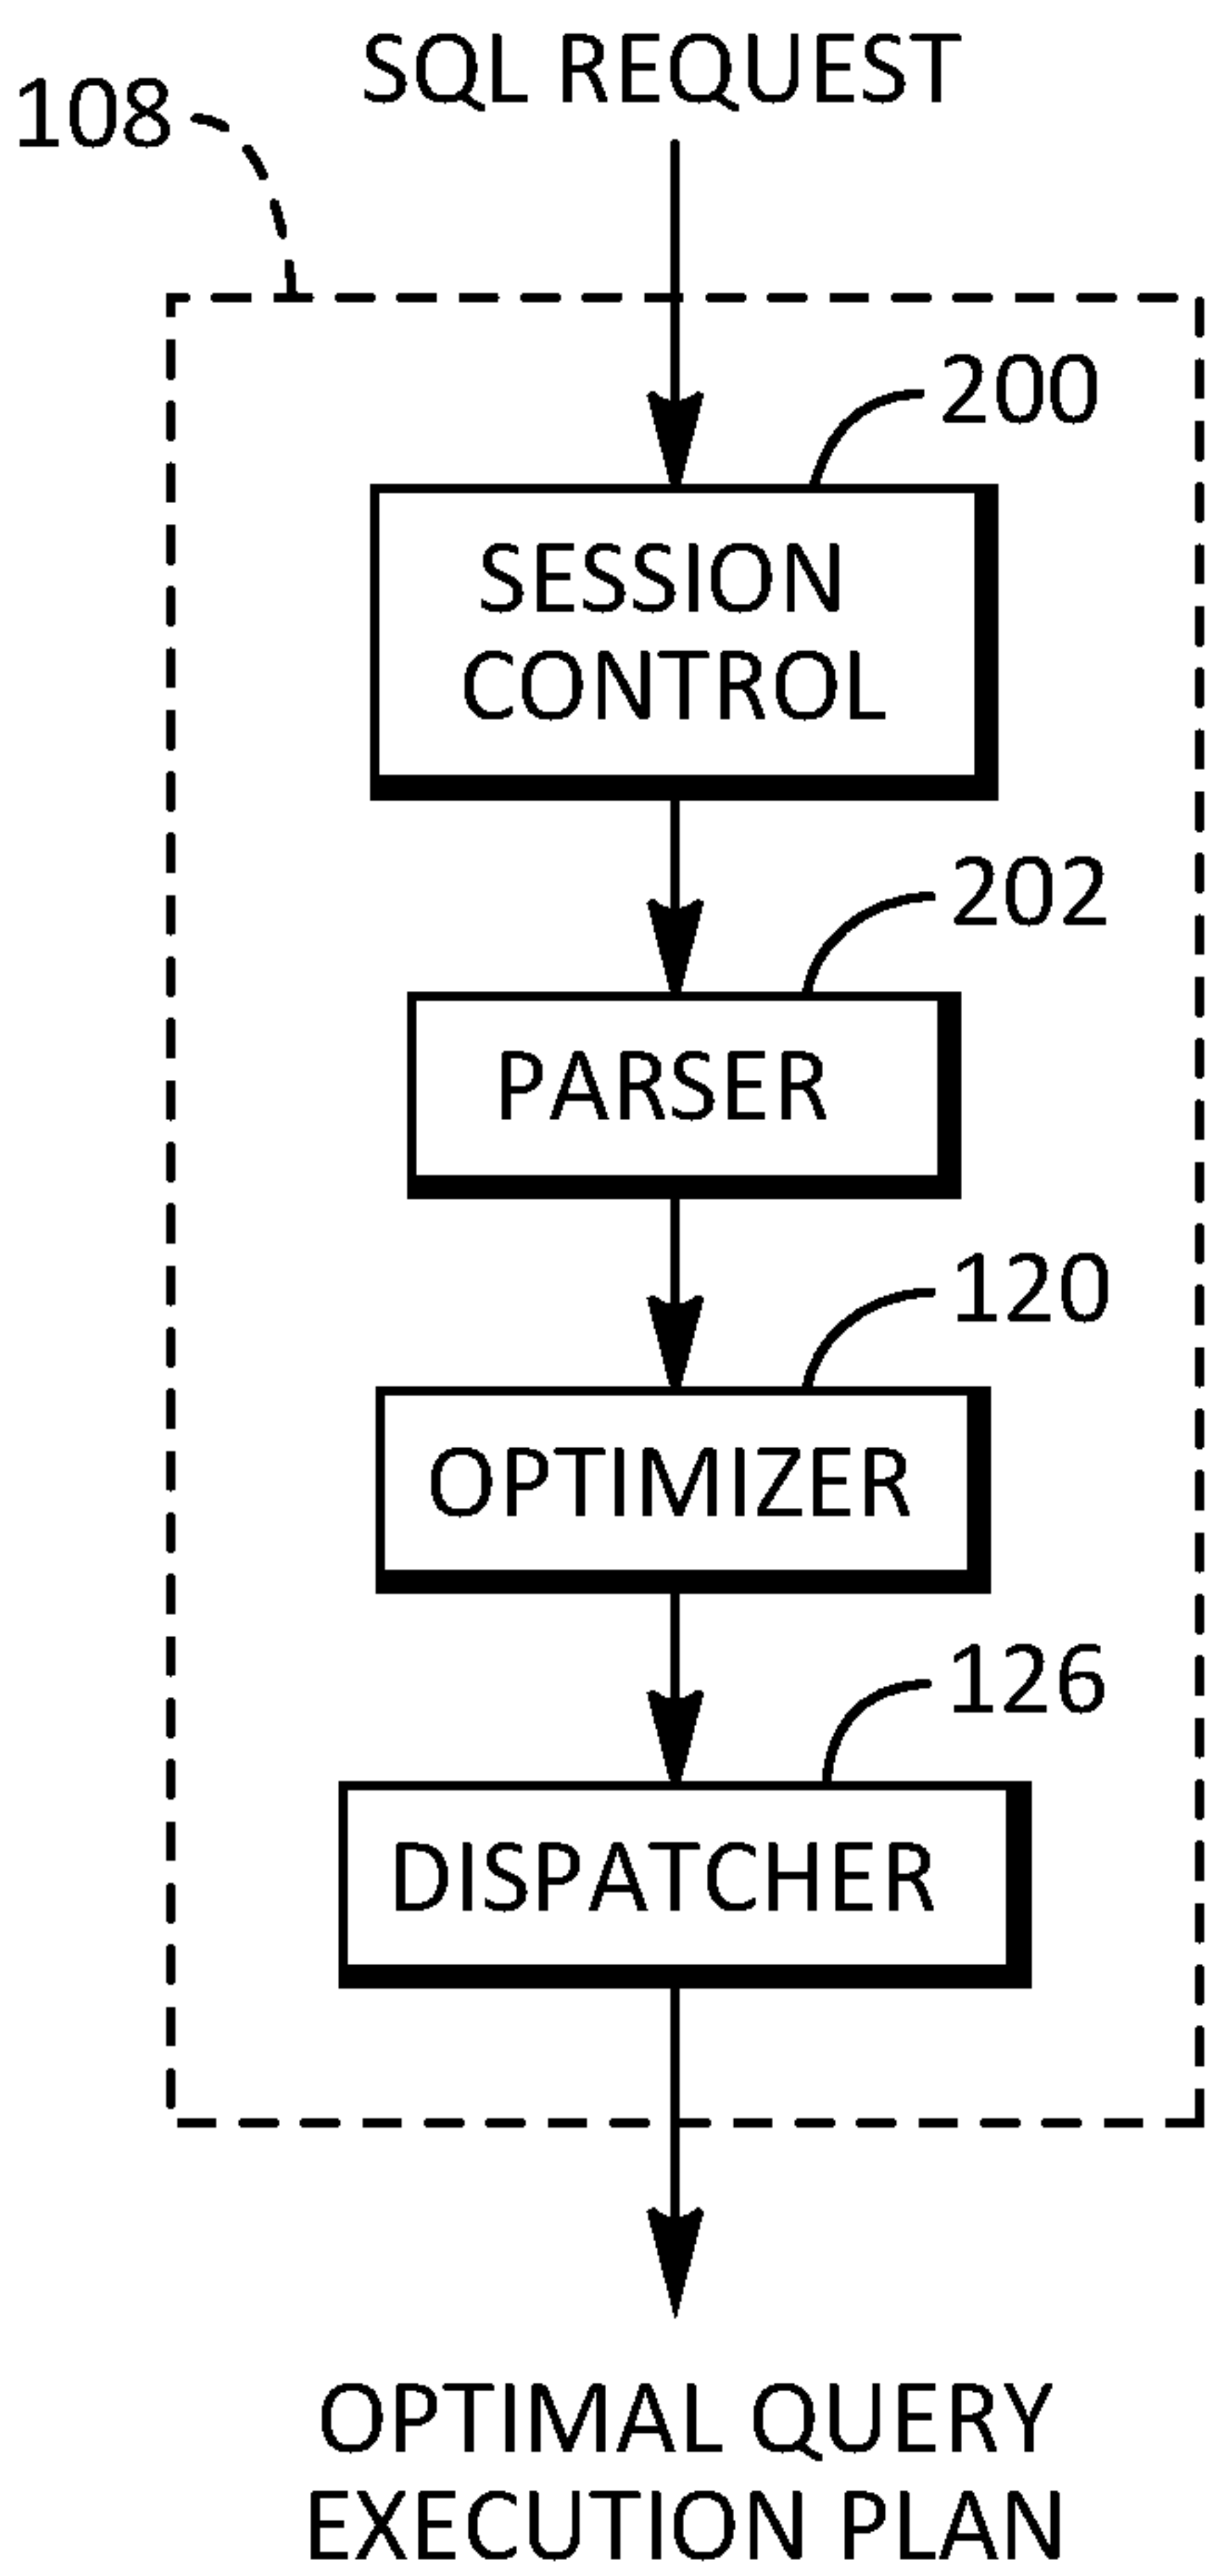 SQL REQUEST
108
200
SESSION
CONTROL
202
PARSER
120
OPTIMIZER
126
DISPATCHER
OPTIMAL QUERY
EXECUTION PLAN